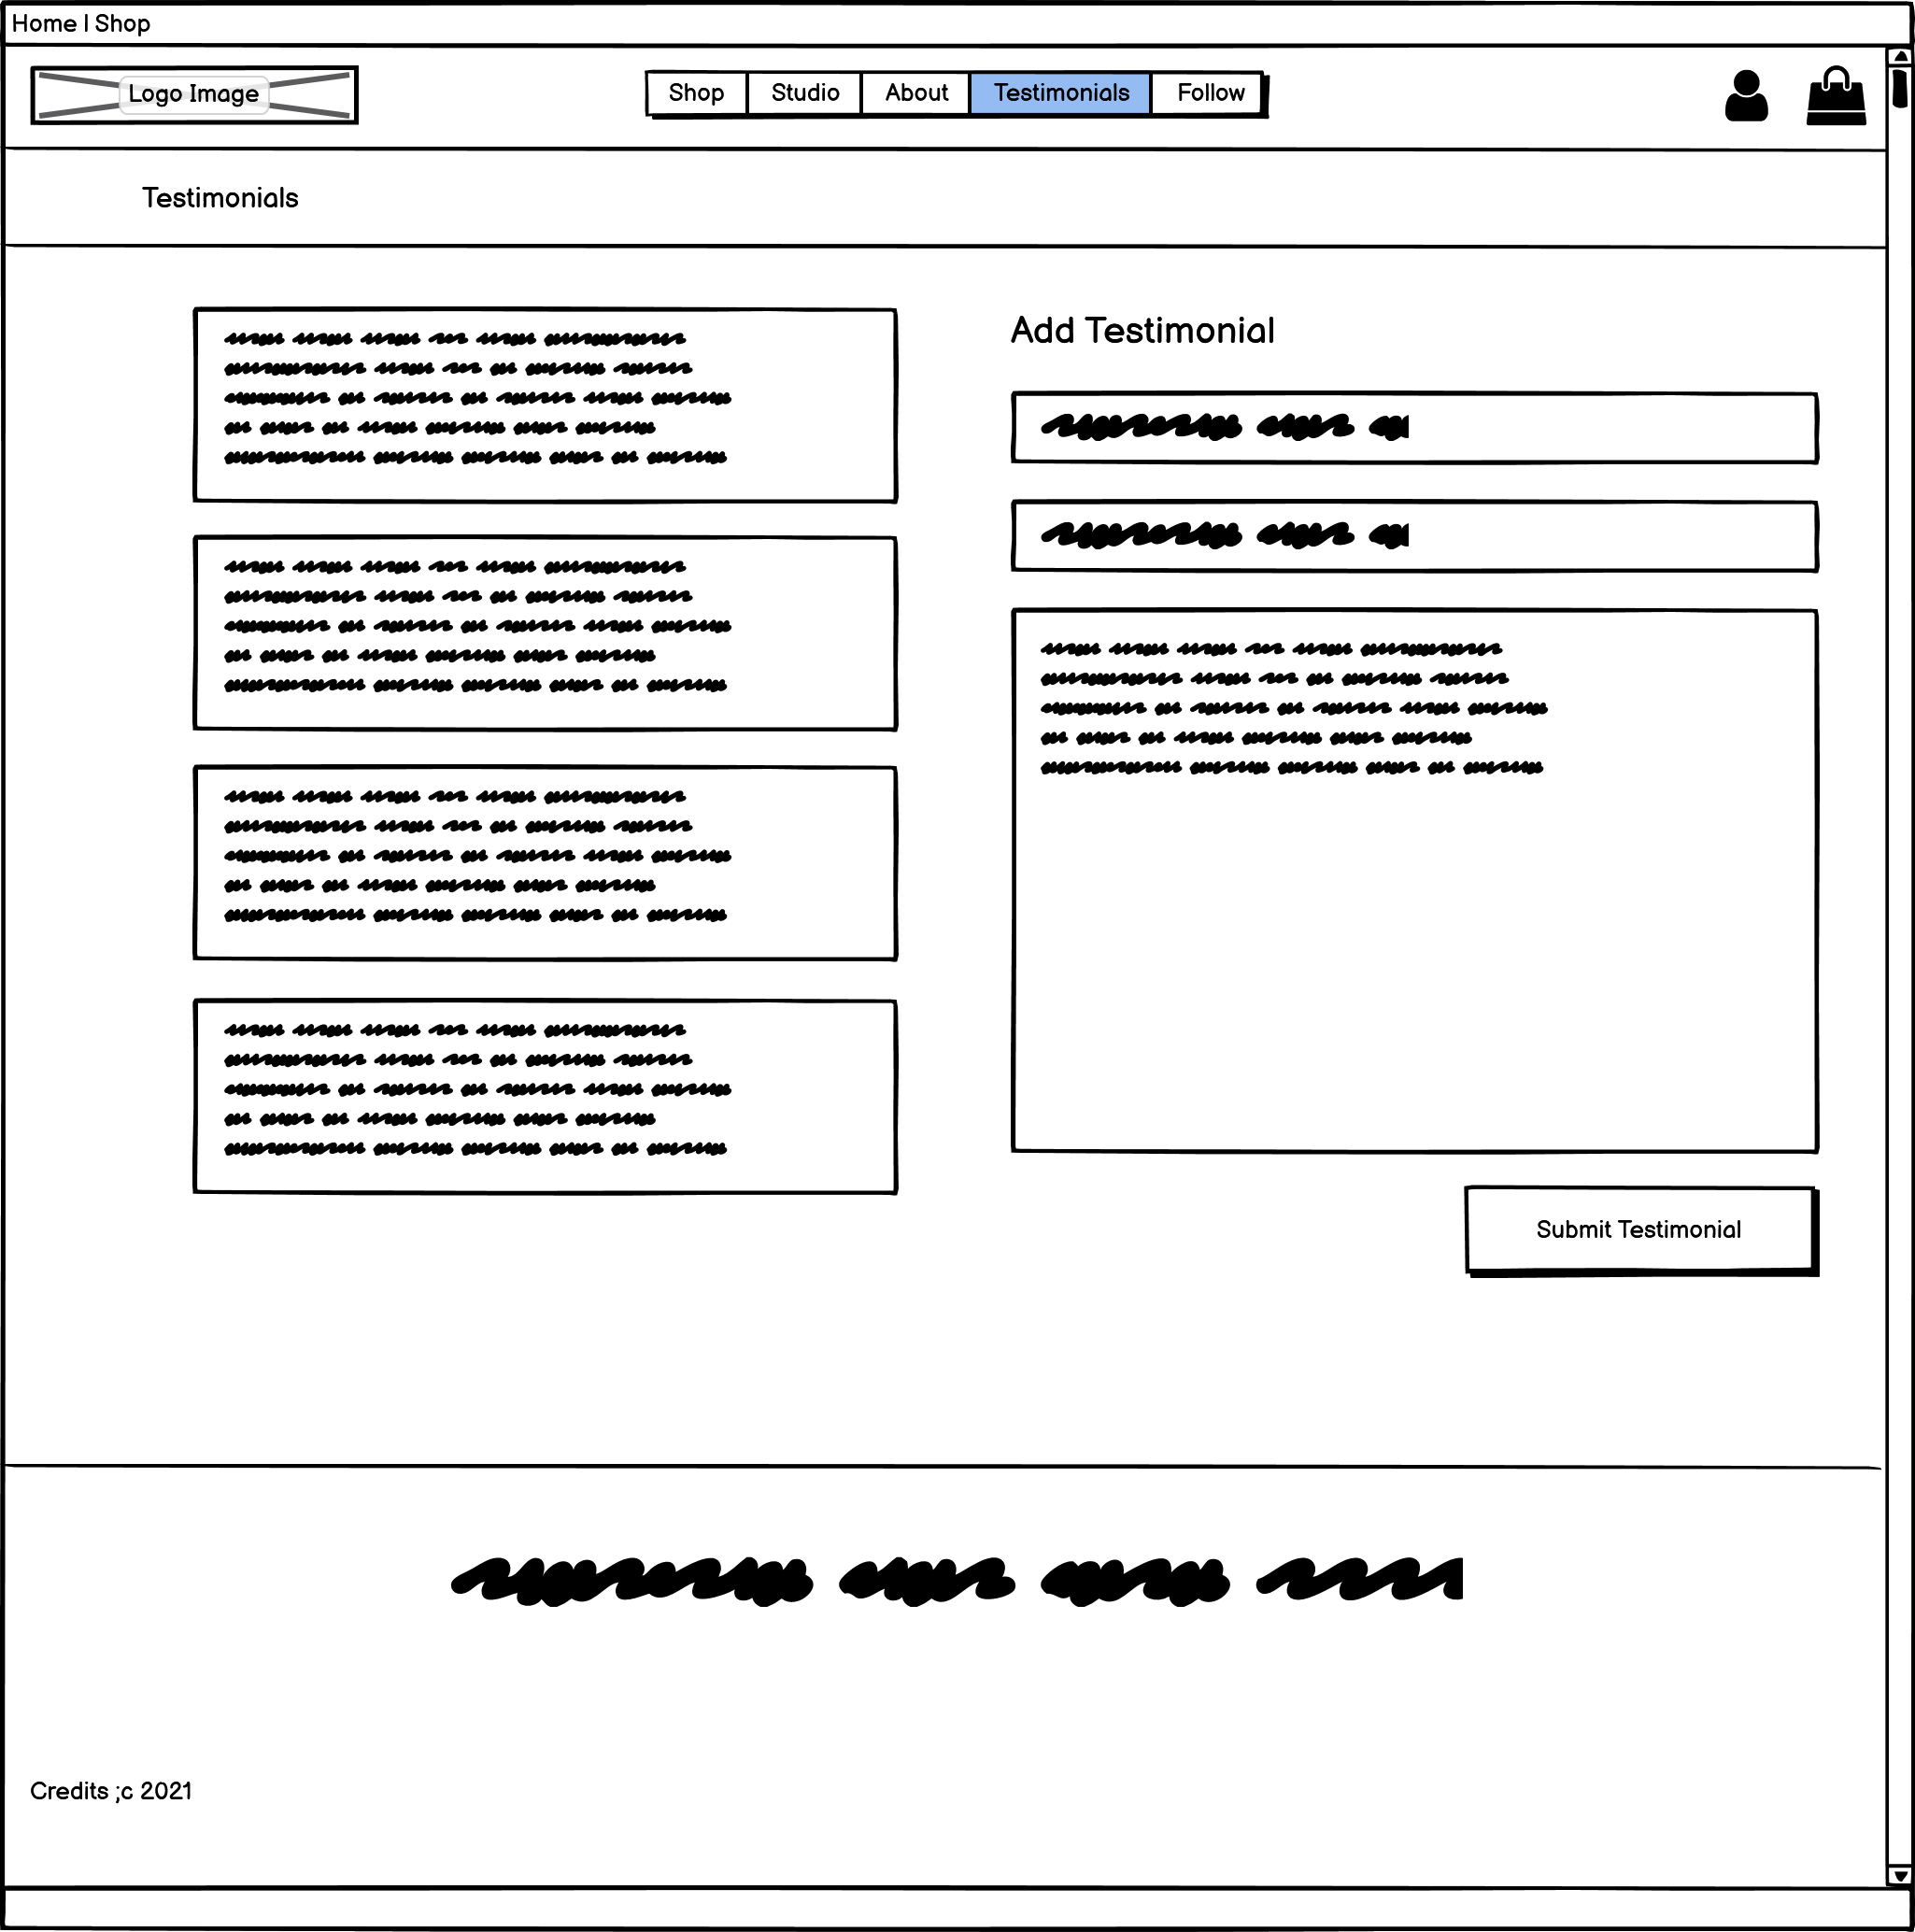 Home | Shop
Logo Image
Shop Studio About Testimonials Follow
Testimonials
Add Testimonial
Submit Testimonial
Credits ;c 2021